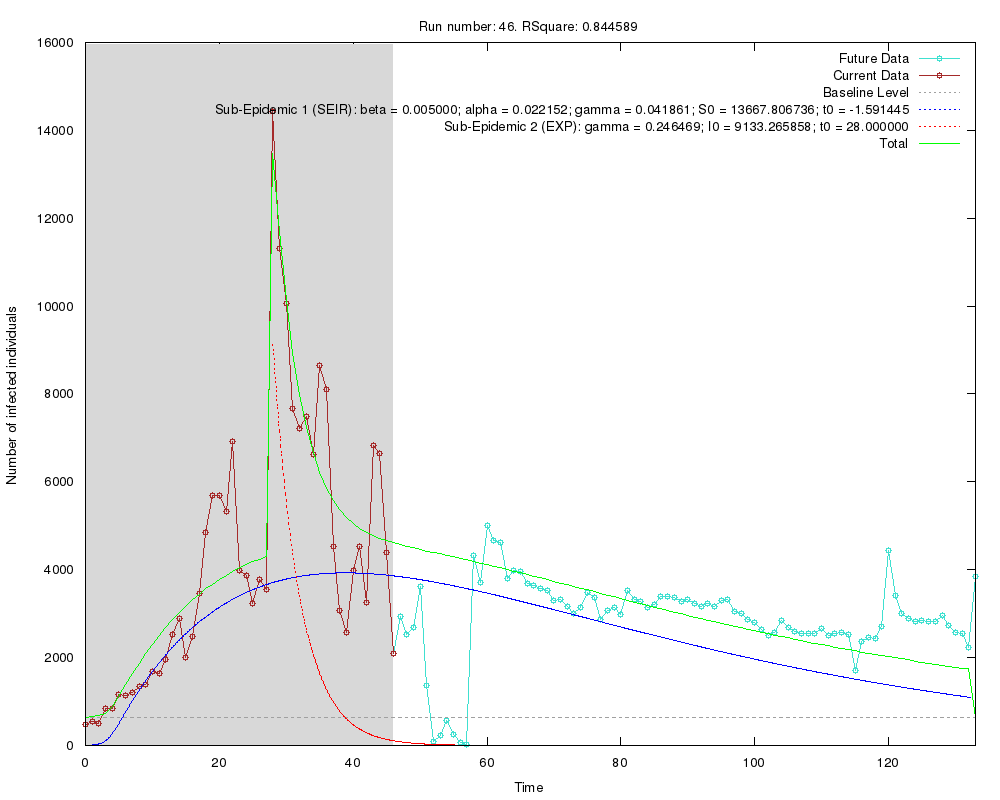 Run number: 46. RSquare: 0.844589
16000
14000
12000
10000
8000
6000
4000
2000
0
Number of infected individuals
Future Data
Current Data
Baseline Level
Sub-Epidemic 1 (SEIR): beta = 0.005000; alpha = 0.022152; gamma = 0.041861; S0 = 13667.806736; t0 = -1.591445
Sub-Epidemic 2 (EXP): gamma = 0.246469; I0 = 9133.265858; t0 = 28.000000
Total
0 20 40 60 80 100 120
Time